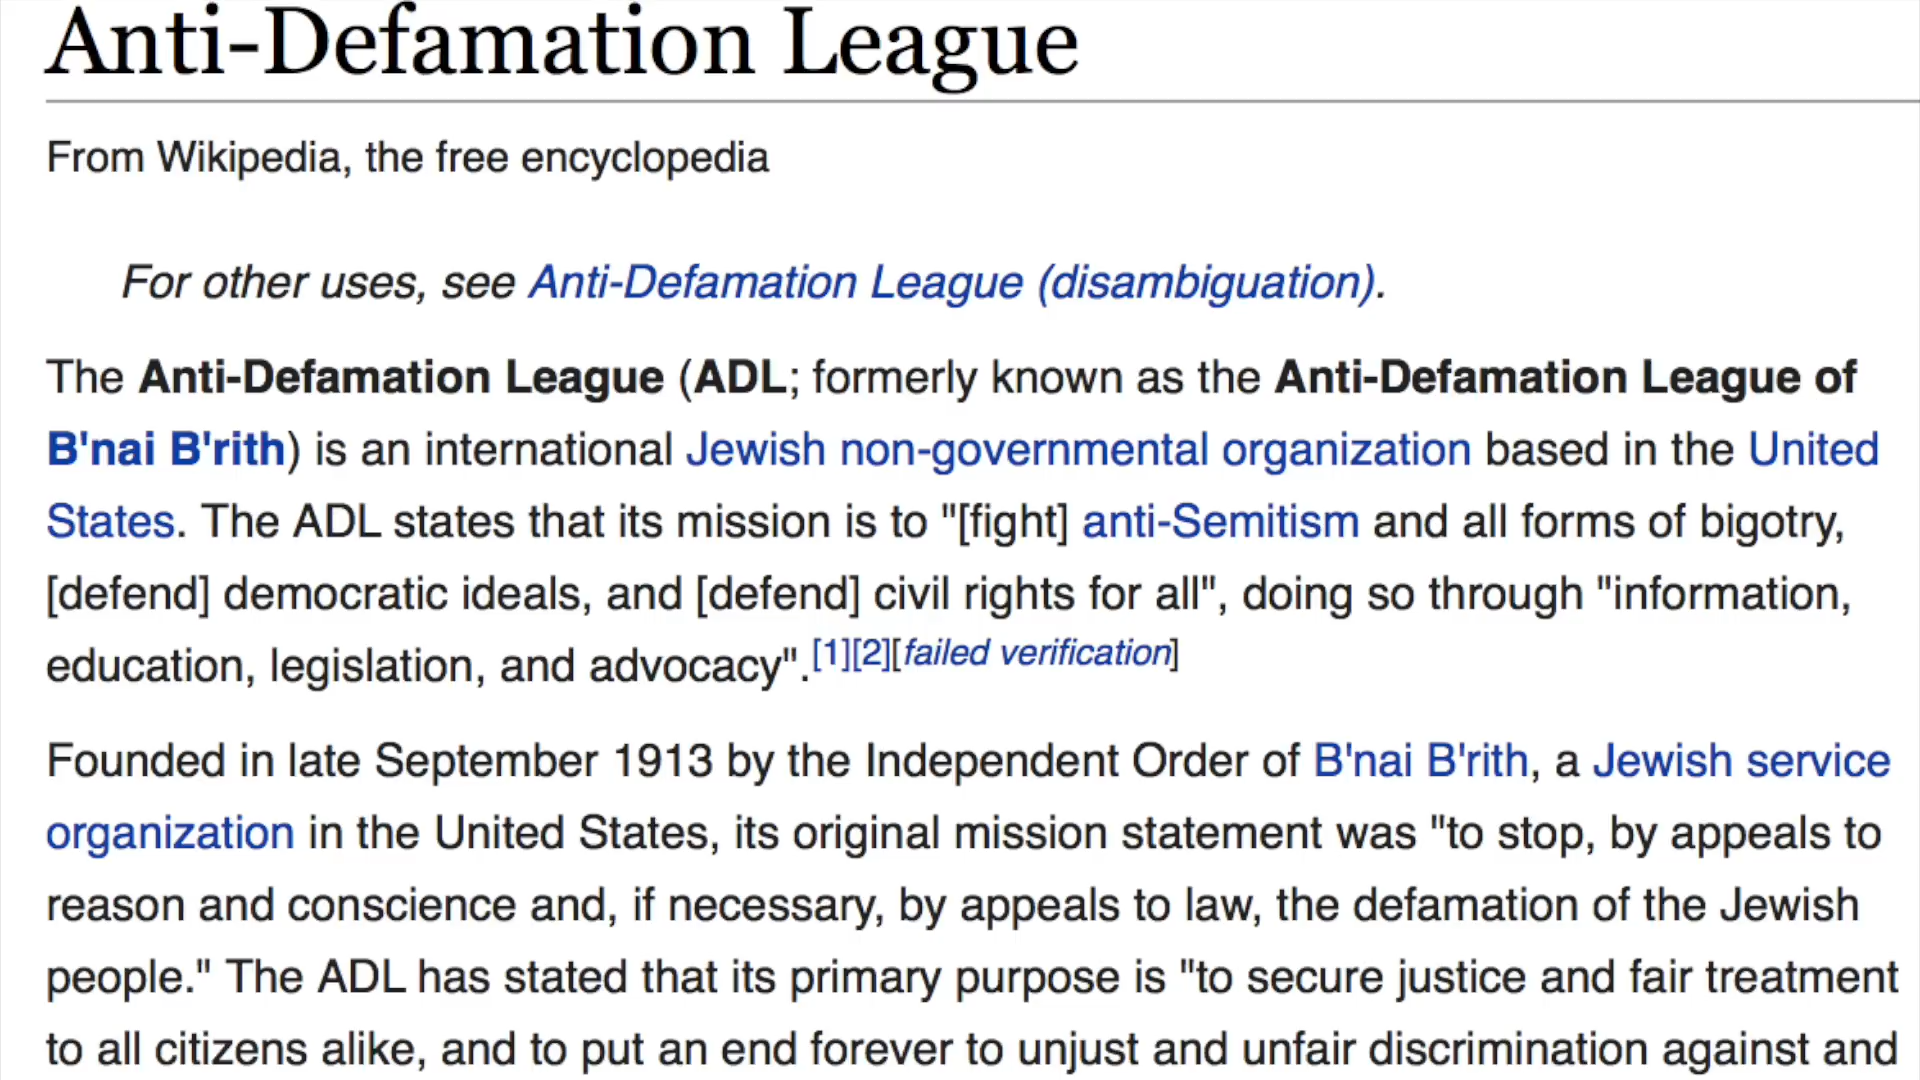 Anti-Defamation League
From Wikipedia, the free encyclopedia
For other uses, see Anti-Defamation League (disambiguation).
The Anti-Defamation League (ADL; formerly known as the Anti-Defamation League of
B'nai B'rith) is an international Jewish non-governmental organization based in the United
States. The ADL states that its mission is to "[fight] anti-Semitism and all forms of bigotry,
[defend] democratic ideals, and [defend] civil rights for all", doing so through "information,
education, legislation, and advocacy".[1][2][failed verification]
Founded in late September 1913 by the Independent Order of B'nai B'rith, a Jewish service
organization in the United States, its original mission statement was "to stop, by appeals to
reason and conscience and, if necessary, by appeals to law, the defamation of the Jewish
people." The ADL has stated that its primary purpose is "to secure justice and fair treatment
to all citizens alike, and to put an end forever to unjust and unfair discrimination against and